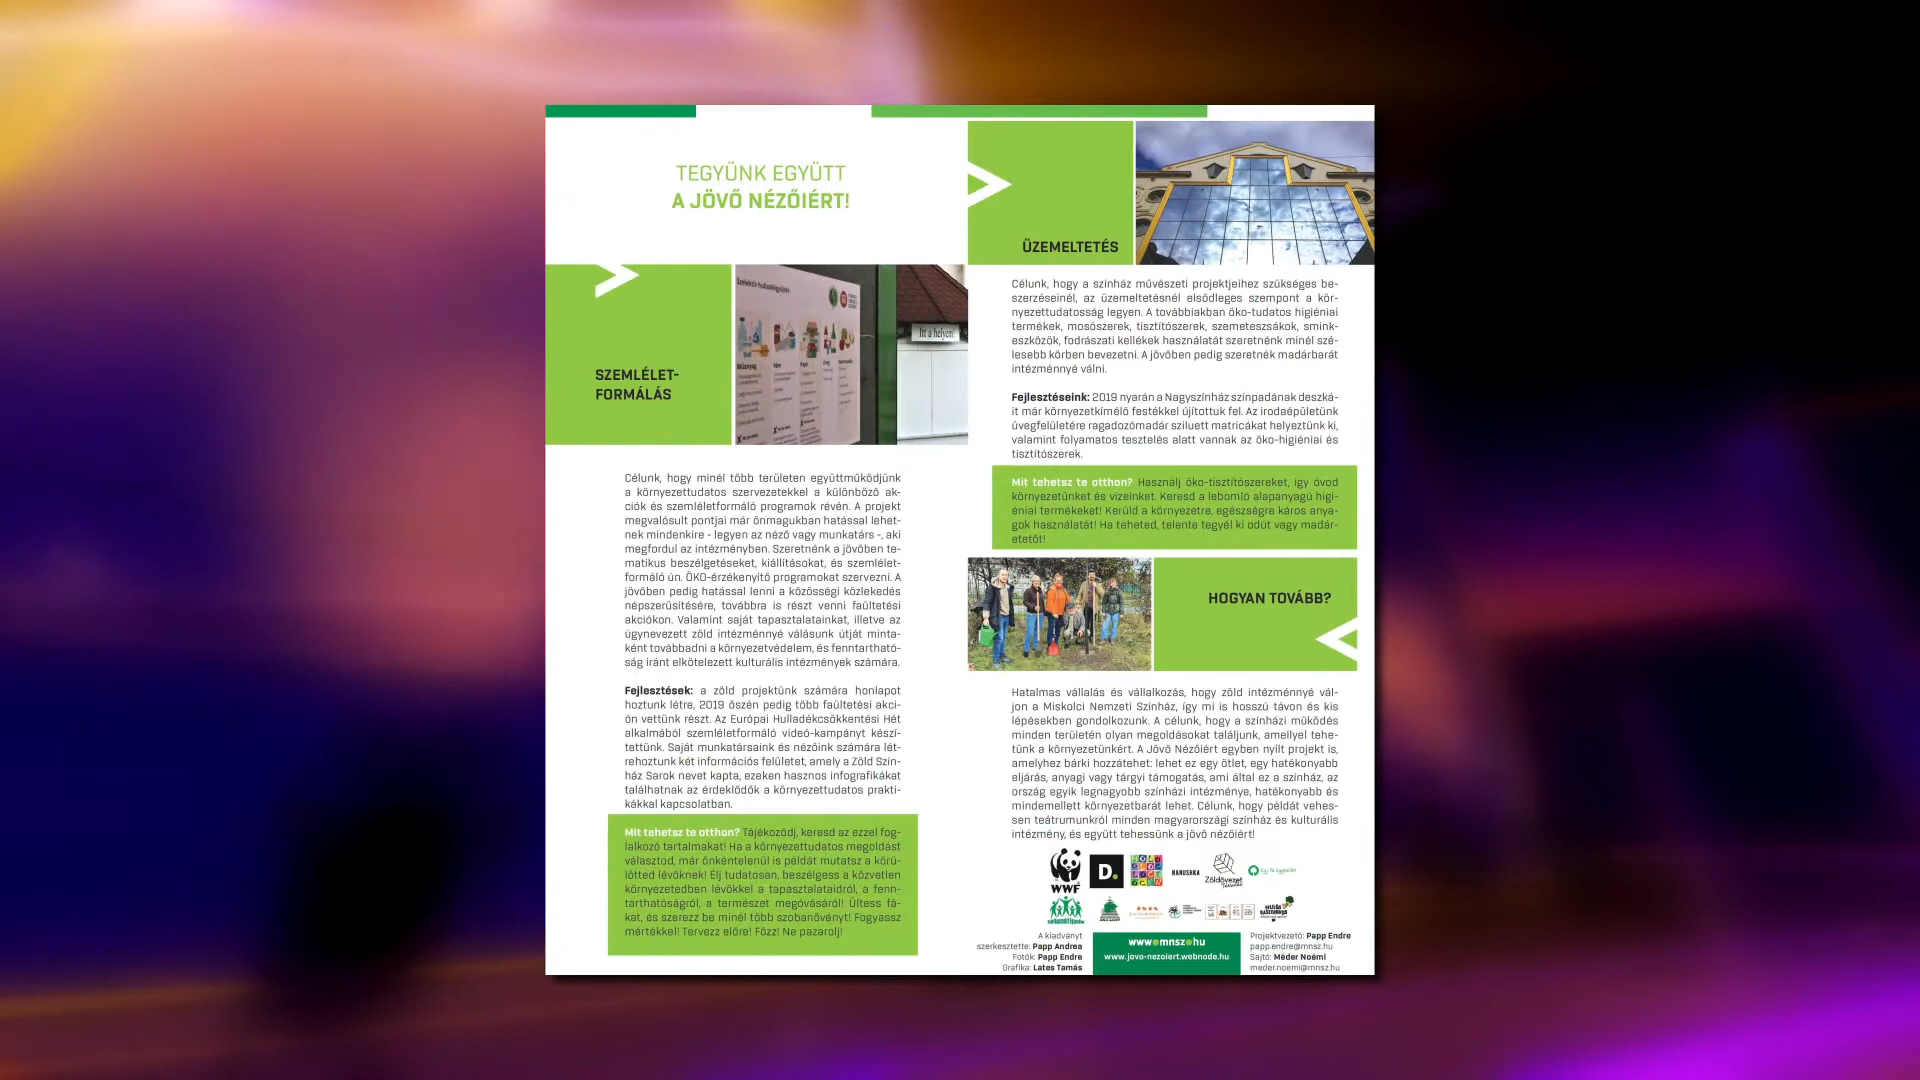 TEGYÜNK EGYÜTT
A JÖVŐ NÉZŐIÉRT!
SZEMLÉLET-
FORMÁLÁS
Szelektív hulladékgyűjtés
Itt a helyem!
Célunk, hogy minél több területen együttműködjünk
a környezettudatos szervezetekkel a különböző ak-
ciók és szemléletformáló programok révén. A projekt
megvalósult pontjai már önmagukban hatással lehet-
nek mindenkire - legyen az néző vagy munkatárs -, aki
megfordul az intézményben. Szeretnénk a jövőben te-
matikus beszélgetéseket, kiállításokat, és szemlélet-
formáló ún. ÖKO-érzékenyítő programokat szervezni. A
jövőben pedig hatással lenni a közösségi közlekedés
népszerűsítésére, továbbra is részt venni faültetési
akciókon. Valamint saját tapasztalatainkat, illetve az
úgynevezett zöld intézménnyé válásunk útját minta-
ként továbbadni a környezetvédelem, és fenntartható-
ság iránt elkötelezett kulturális intézmények számára.
Fejlesztések: a zöld projektünk számára honlapot
hoztunk létre, 2019 őszén pedig több faültetési akci-
ón vettünk részt. Az Európai Hulladékcsökkentési Hét
alkalmából szemléletformáló videó-kampányt készí-
tettünk. Saját munkatársaink és nézőink számára lét-
rehoztunk két információs felületet, amely a Zöld Szín-
ház Sarok nevet kapta, ezeken hasznos infografikákat
találhatnak az érdeklődők a környezettudatos prakti-
kákkal kapcsolatban.
Mit tehetsz te otthon? Tájékozódj, keresd az ezzel fog-
lalkozó tartalmakat! Ha a környezettudatos megoldást
választod, már önkéntelenül is példát mutatsz a körü-
lötted lévőknek! Élj tudatosan, beszélgess a közvetlen
környezetedben lévőkkel a tapasztalataidról, a fenn-
tarthatóságról, a természet megóvásáról! Ültess fá-
kat, és szerezz be minél több szobanövényt! Fogyassz
mértékkel! Tervezz előre! Főzz! Ne pazarolj!
ÜZEMELTETÉS
Célunk, hogy a színház művészeti projektjeihez szükséges be-
szerzéseinél, az üzemeltetésnél elsődleges szempont a kör-
nyezettudatosság legyen. A továbbiakban öko-tudatos higiéniai
termékek, mosószerek, tisztítószerek, szemeteszsákok, smink-
eszközök, fodrászati kellékek használatát szeretnénk minél szé-
lesebb körben bevezetni. A jövőben pedig szeretnék madárbarát
intézménnyé válni.
Fejlesztéseink: 2019 nyarán a Nagyszínház színpadának deszká-
it már környezetkímélő festékkel újítottuk fel. Az irodaépületünk
üvegfelületére ragadozómadár sziluett matricákat helyeztünk ki,
valamint folyamatos tesztelés alatt vannak az öko-higiéniai és
tisztítószerek.
Mit tehetsz te otthon? Használj öko-tisztítószereket, így óvod
környezetünket és vizeinket. Keresd a lebomló alapanyagú higi-
éniai termékeket! Kerüld a környezetre, egészségre káros anya-
gok használatát! Ha teheted, telente tegyél ki odút vagy madár-
etetőt!
HOGYAN TOVÁBB?
Hatalmas vállalás és vállalkozás, hogy zöld intézménnyé vál-
jon a Miskolci Nemzeti Színház, így mi is hosszú távon és kis
lépésekben gondolkozunk. A célunk, hogy a színházi működés
minden területén olyan megoldásokat találjunk, amellyel tehe-
tünk a környezetünkért. A Jövő Nézőiért egyben nyílt projekt is,
amelyhez bárki hozzátehet: lehet ez egy ötlet, egy hatékonyabb
eljárás, anyagi vagy tárgyi támogatás, ami által ez a színház, az
ország egyik legnagyobb színházi intézménye, hatékonyabb és
mindemellett környezetbarát lehet. Célunk, hogy példát vehes-
sen teátrumunkról minden magyarországi színház és kulturális
intézmény, és együtt tehessünk a jövő nézőiért!
WWF
D.
NANUSHKA
Zöldövezet
A kiadványt
szerkesztette: Papp Andrea
Fotók: Papp Endre
Grafika: Lates Tamás
www.mnsz.hu
www.jovo-nezoiert.webnode.hu
Projektvezető: Papp Endre
papp.endre@mnsz.hu
Sajtó: Méder Noémi
meder.noemi@mnsz.hu